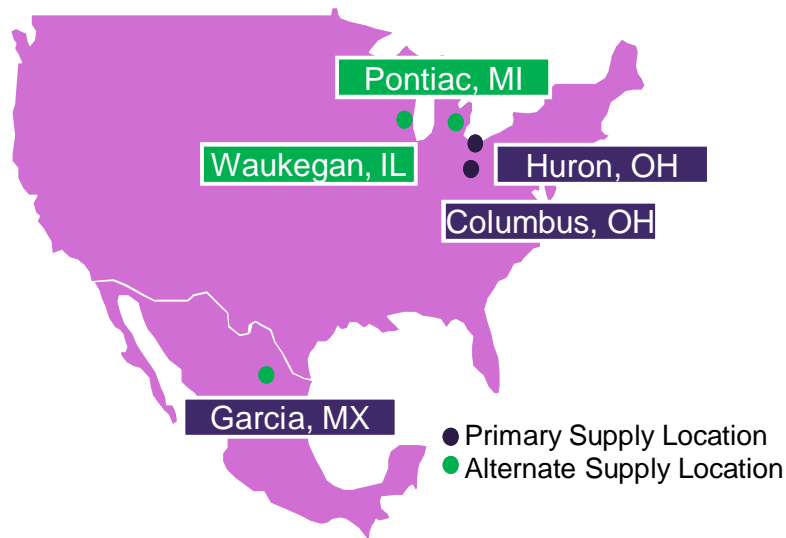 Pontiac, MI
Waukegan, IL
Huron, OH
Columbus, OH
Garcia, MX
Primary Supply Location
Alternate Supply Location